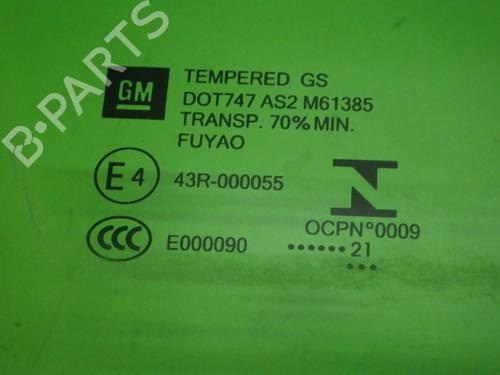 GM
TEMPERED GS
DOT747 AS2 M61385
TRANSP. 70% MIN.
FUYAO
E4
43R-000055
CCC
E000090
OCPN°0009
...... 21
...
B-PARTS